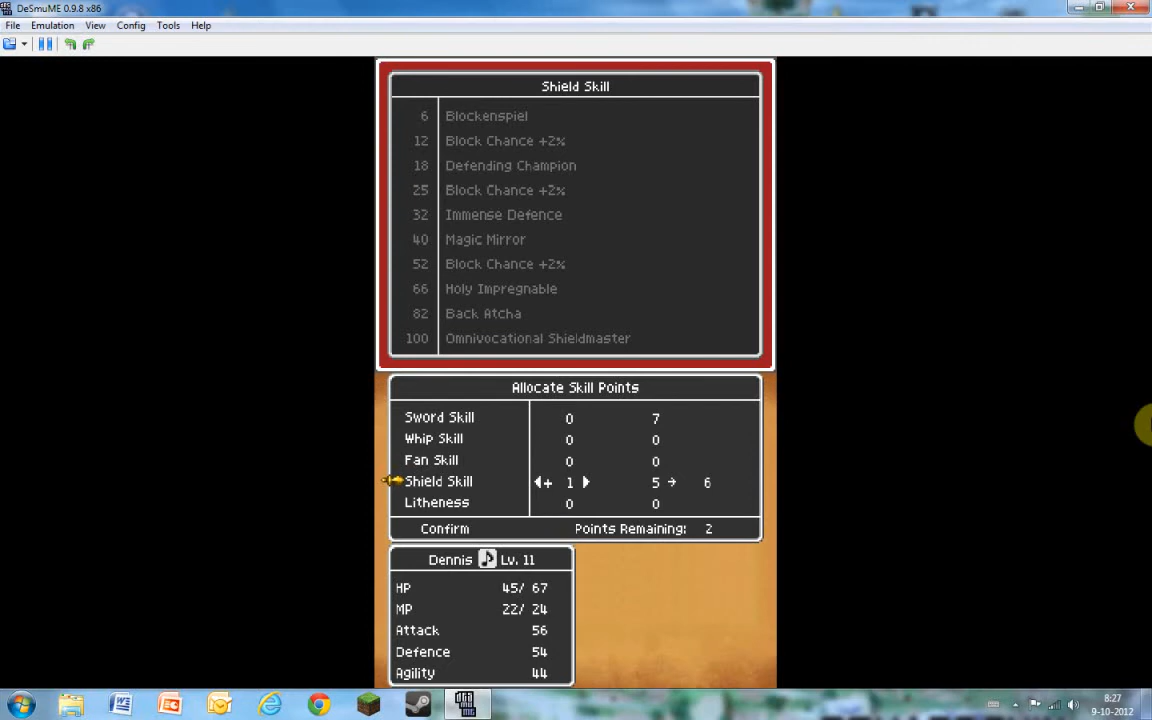 DeSmuME 0.9.8 x86
File Emulation View Config Tools Help
Shield Skill
6 Blockenspiel
12 Block Chance +2%
18 Defending Champion
25 Block Chance +2%
32 Immense Defence
40 Magic Mirror
52 Block Chance +2%
66 Holy Impregnable
82 Back Atcha
100 Omnivocational Shieldmaster
Allocate Skill Points
Sword Skill 0 7
Whip Skill 0 0
Fan Skill 0 0
Shield Skill + 1 5 → 6
Litheness 0 0
Confirm Points Remaining: 2
Dennis Lv. 11
HP 45/ 67
MP 22/ 24
Attack 56
Defence 54
Agility 44
8:27
9-10-2012